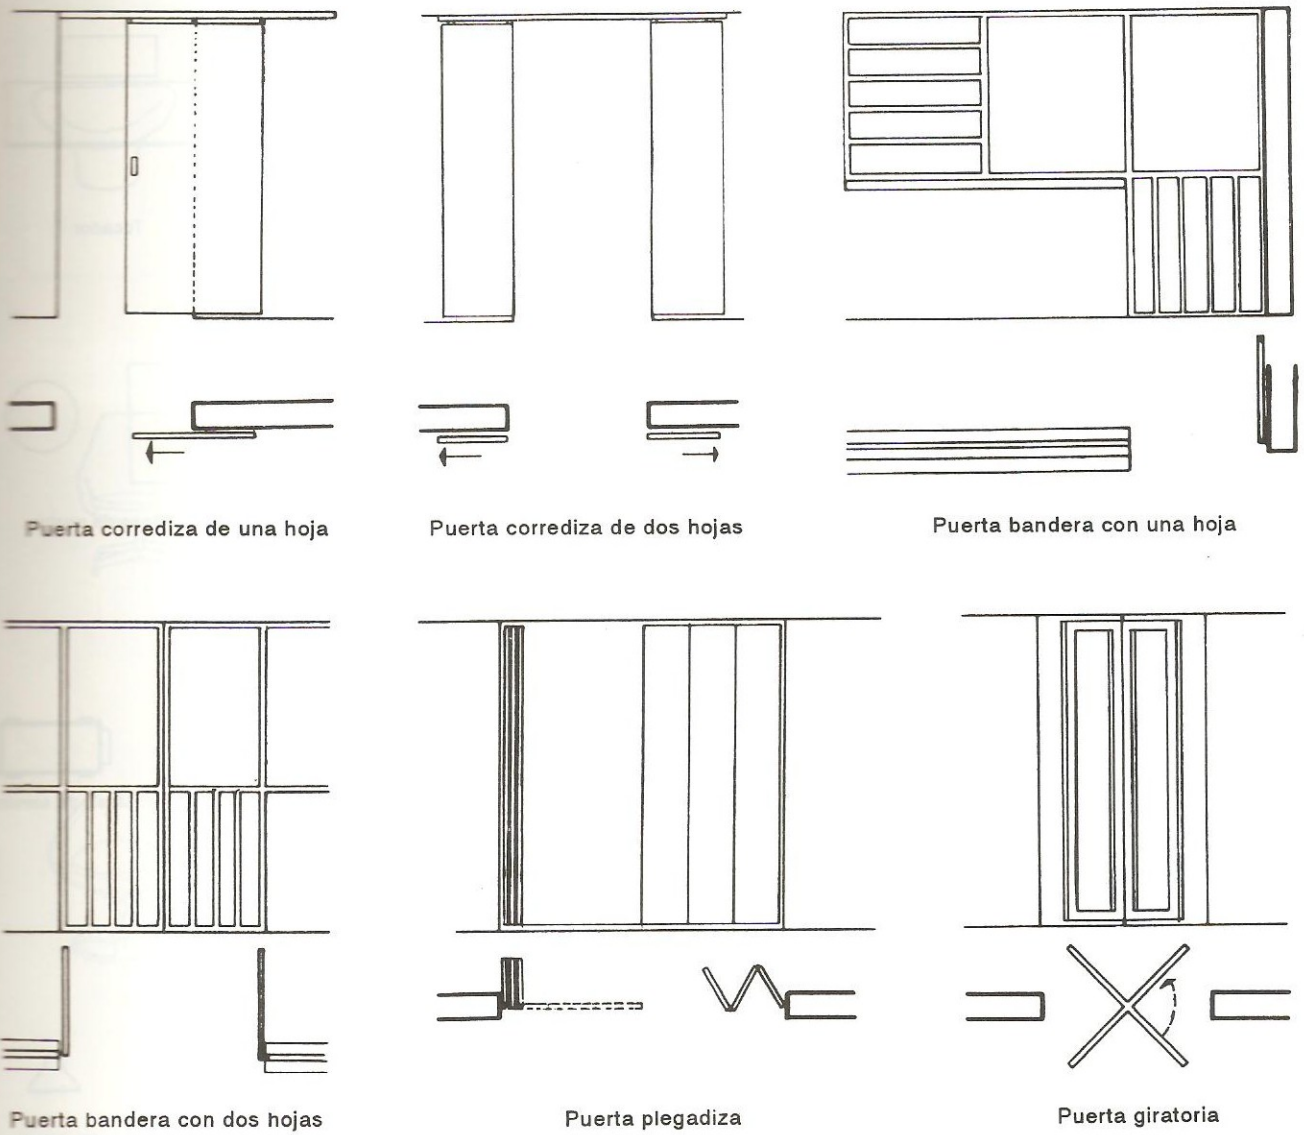 Puerta corrediza de una hoja
Puerta corrediza de dos hojas
Puerta bandera con una hoja
Puerta bandera con dos hojas
Puerta plegadiza
Puerta giratoria